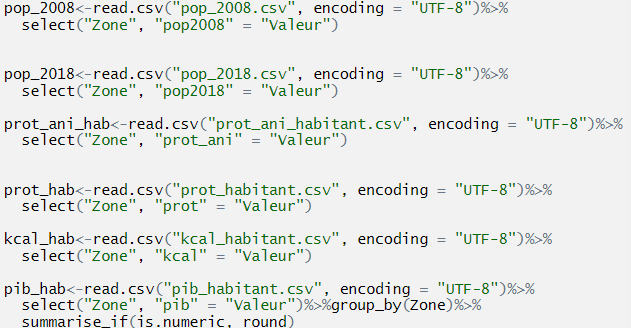 pop_2008<-read.csv("pop_2008.csv", encoding = "UTF-8")%>%
  select("Zone", "pop2008" = "Valeur")
pop_2018<-read.csv("pop_2018.csv", encoding = "UTF-8")%>%
  select("Zone", "pop2018" = "Valeur")
prot_ani_hab<-read.csv("prot_ani_habitant.csv", encoding = "UTF-8")%>%
  select("Zone", "prot_ani" = "Valeur")
prot_hab<-read.csv("prot_habitant.csv", encoding = "UTF-8")%>%
  select("Zone", "prot" = "Valeur")
kcal_hab<-read.csv("kcal_habitant.csv", encoding = "UTF-8")%>%
  select("Zone", "kcal" = "Valeur")
pib_hab<-read.csv("pib_habitant.csv", encoding = "UTF-8")%>%
  select("Zone", "pib" = "Valeur")%>%group_by(Zone)%>%
  summarise_if(is.numeric, round)